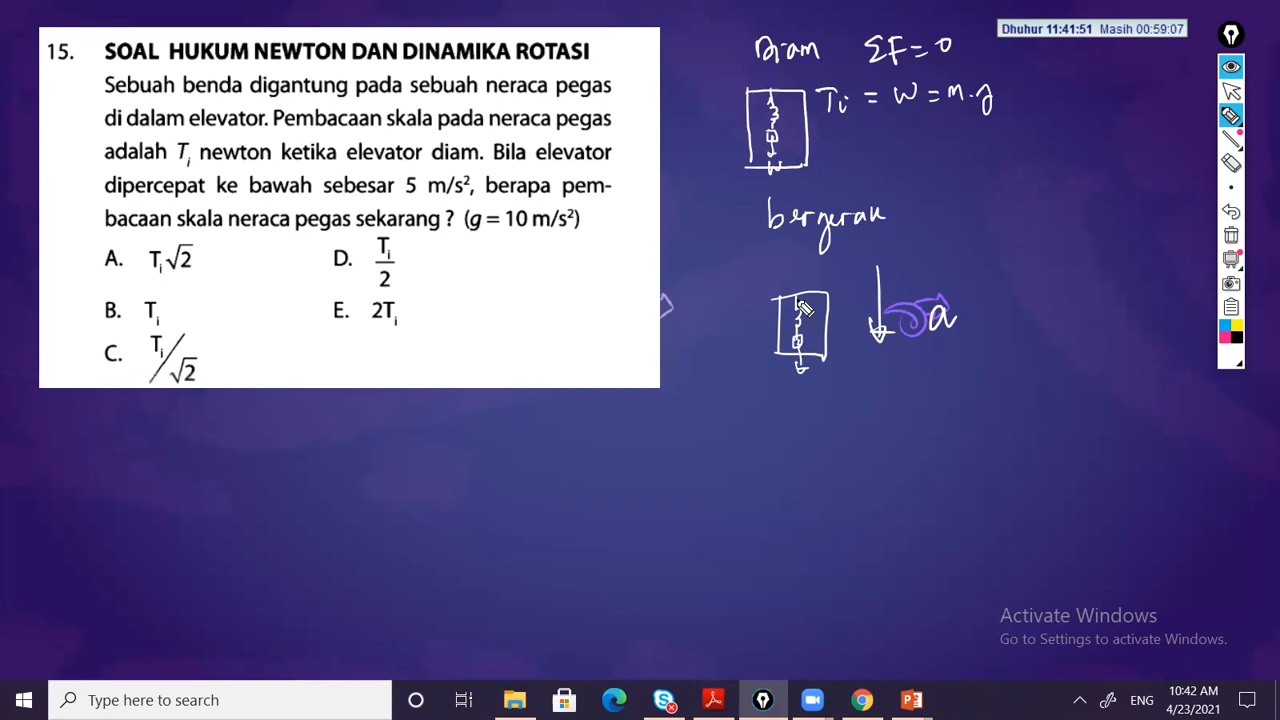 Dhuhur 11:41:51 Masih 00:59:07
15. SOAL HUKUM NEWTON DAN DINAMIKA ROTASI
Sebuah benda digantung pada sebuah neraca pegas
di dalam elevator. Pembacaan skala pada neraca pegas
adalah Ti newton ketika elevator diam. Bila elevator
dipercepat ke bawah sebesar 5 m/s², berapa pem-
bacaan skala neraca pegas sekarang ? (g = 10 m/s²)
A. Ti√2
D. Ti/2
B. Ti
E. 2Ti
C. Ti/√2
Diam ΣF = 0
Ti = W = m.g
W
bergerak
a
Activate Windows
Go to Settings to activate Windows.
Type here to search
ENG
10:42 AM
4/23/2021